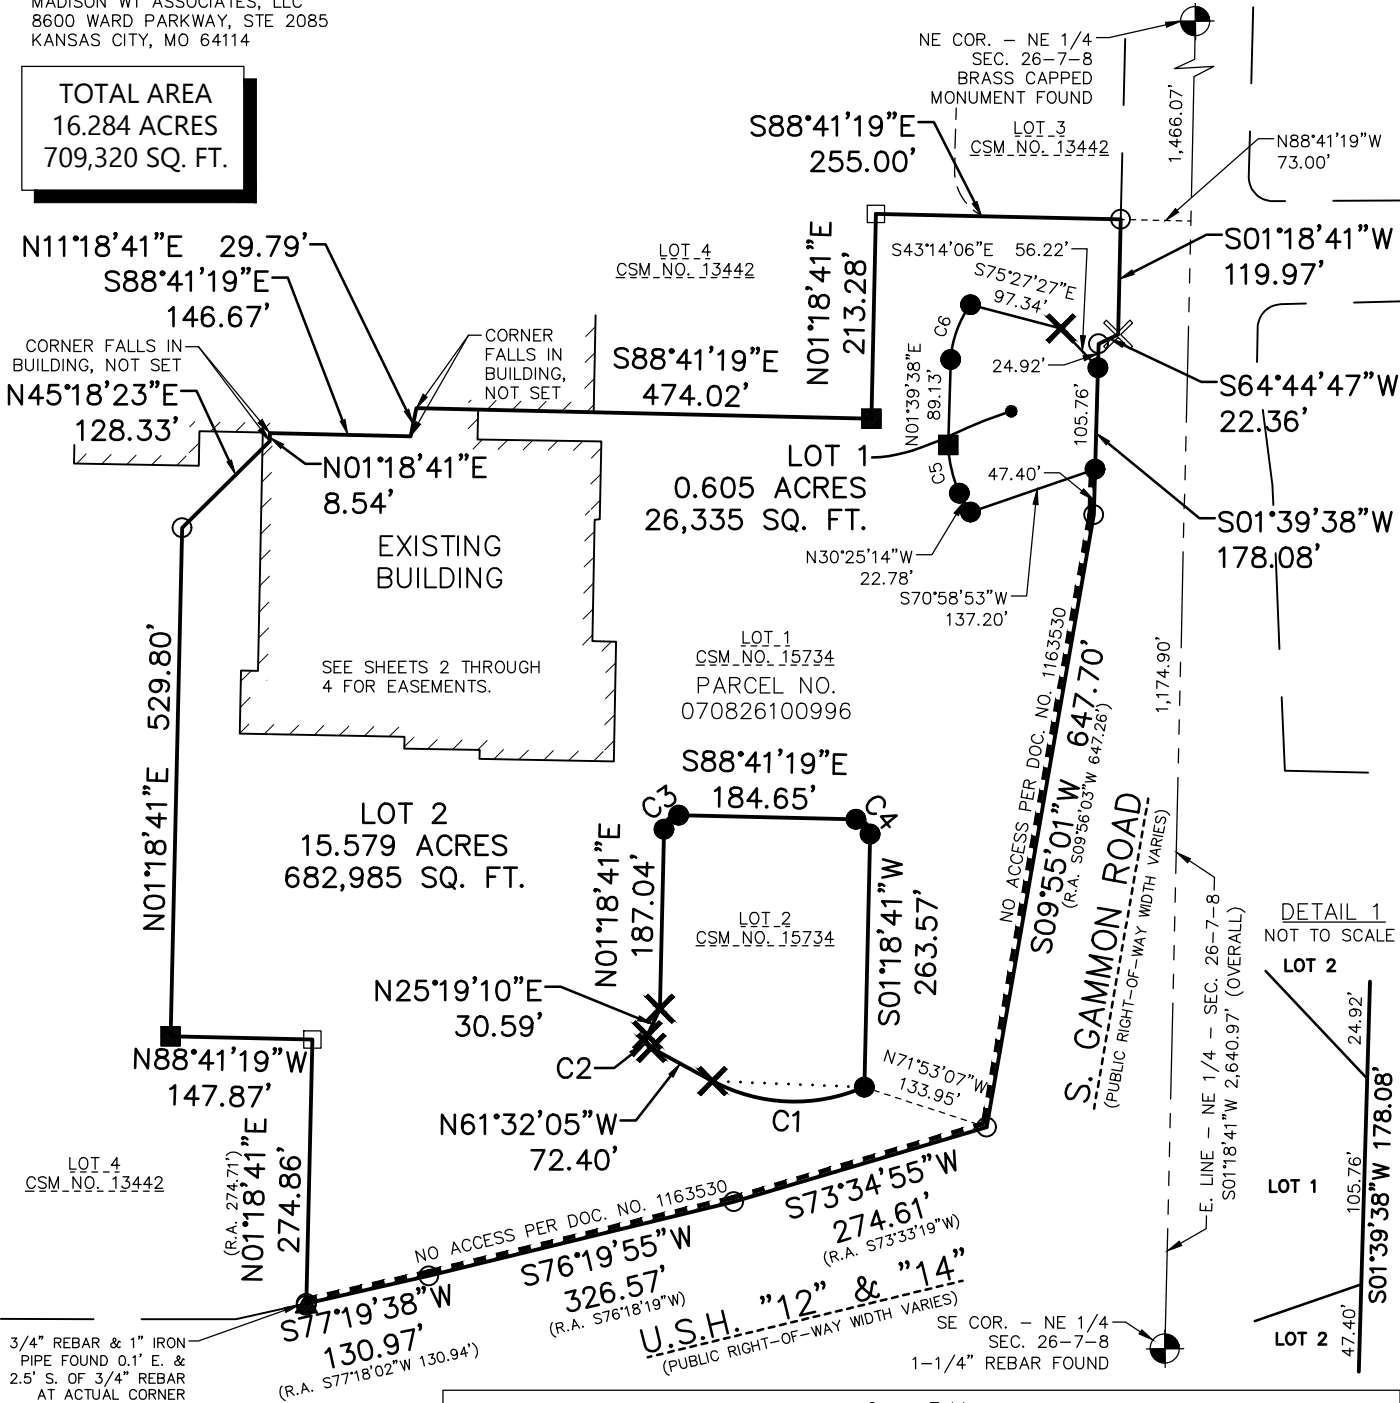 8600 WARD PARKWAY, STE 2085
KANSAS CITY, MO 64114
TOTAL AREA
16.284 ACRES
709,320 SQ. FT.
NE COR. – NE 1/4
SEC. 26-7-8
BRASS CAPPED
MONUMENT FOUND
LOT 3
CSM NO. 13442
1,466.07'
N88°41'19"W
73.00'
S88°41'19"E
255.00'
N11°18'41"E 29.79'
S88°41'19"E
146.67'
CORNER FALLS IN
BUILDING, NOT SET
N45°18'23"E
128.33'
LOT 4
CSM NO. 13442
CORNER
FALLS IN
BUILDING,
NOT SET
S88°41'19"E
474.02'
N01°18'41"E
213.28'
S43°14'06"E 56.22'
S75°27'27"E
97.34'
C6
N01°39'38"E
89.13'
C5
24.92'
105.76'
47.40'
S01°18'41"W
119.97'
S64°44'47"W
22.36'
S01°39'38"W
178.08'
N01°18'41"E
8.54'
LOT 1
0.605 ACRES
26,335 SQ. FT.
EXISTING
BUILDING
N30°25'14"W
22.78'
S70°58'53"W
137.20'
SEE SHEETS 2 THROUGH
4 FOR EASEMENTS.
LOT 1
CSM NO. 15734
PARCEL NO.
070826100996
N01°18'41"E 529.80'
NO ACCESS PER DOC. NO. 1163530
S09°55'01"W 647.70'
(R.A. S09°56'03"W 647.26')
1,174.90'
S88°41'19"E
184.65'
C3
C4
LOT 2
15.579 ACRES
682,985 SQ. FT.
N01°18'41"E
187.04'
LOT 2
CSM NO. 15734
S01°18'41"W
263.57'
S. GAMMON ROAD
(PUBLIC RIGHT-OF-WAY WIDTH VARIES)
E. LINE – NE 1/4 – SEC. 26-7-8
S01°18'41"W 2,640.97' (OVERALL)
DETAIL 1
NOT TO SCALE
LOT 2
24.92'
LOT 1
105.76'
S01°39'38"W 178.08'
LOT 2
47.40'
N25°19'10"E
30.59'
C2
N61°32'05"W
72.40'
C1
N71°53'07"W
133.95'
N88°41'19"W
147.87'
LOT 4
CSM NO. 13442
(R.A. 274.71')
N01°18'41"E
274.86'
NO ACCESS PER DOC. NO. 1163530
S73°34'55"W
274.61'
(R.A. S73°33'19"W)
S76°19'55"W
326.57'
(R.A. S76°18'19"W)
S77°19'38"W
130.97'
(R.A. S77°18'02"W 130.94')
U.S.H. "12" & "14"
(PUBLIC RIGHT-OF-WAY WIDTH VARIES)
3/4" REBAR & 1" IRON
PIPE FOUND 0.1' E. &
2.5' S. OF 3/4" REBAR
AT ACTUAL CORNER
SE COR. – NE 1/4
SEC. 26-7-8
1-1/4" REBAR FOUND